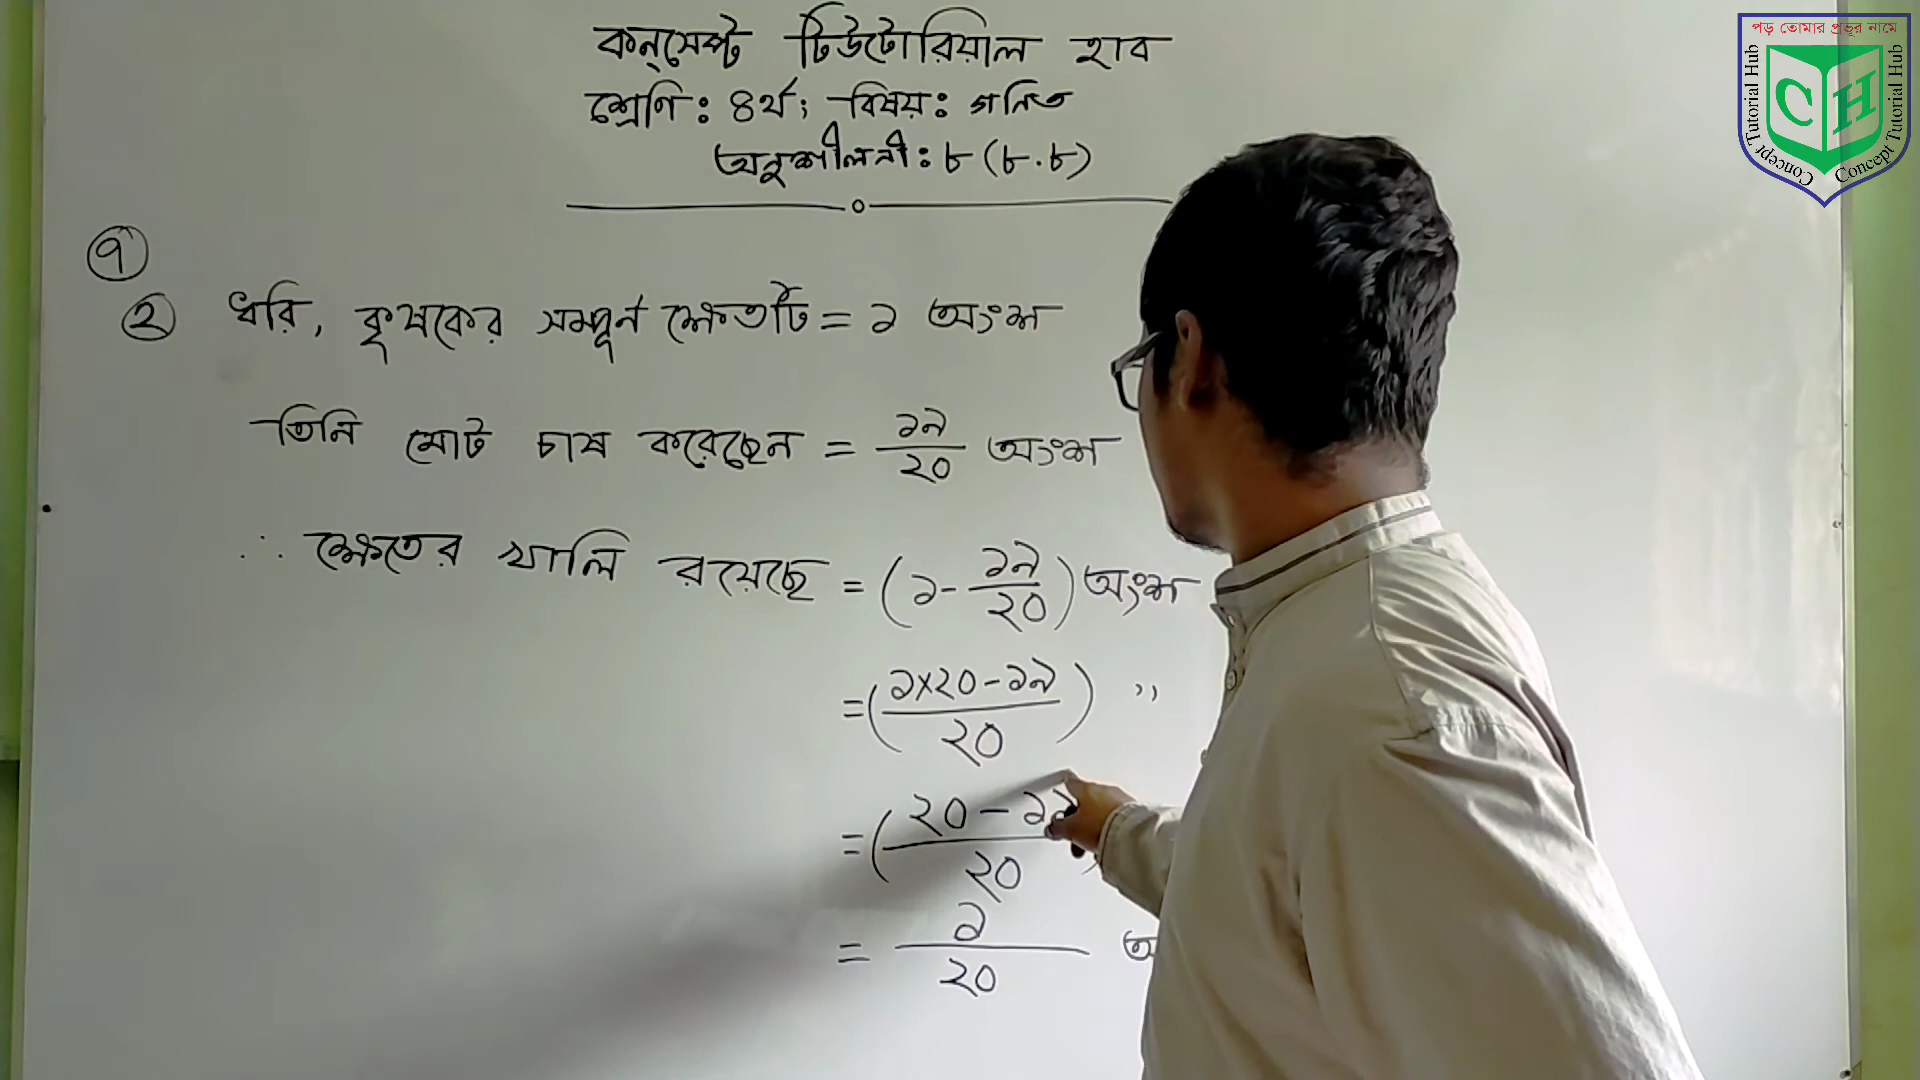 কন্সেপ্ট টিউটোরিয়াল হাব
শ্রেণি: ৪র্থ; বিষয়: গনিত
অনুশীলনী: ৮ (৮.৮)
৭
২ ধরি, কৃষকের সম্পূর্ন ক্ষেতটি = ১ অংশ
তিনি মোট চাষ করেছেন = ১৯/২০ অংশ
∴ ক্ষেতের খালি রয়েছে = (১ - ১৯/২০) অংশ
= (১×২০ - ১৯/২০) ,,
= (২০ - ১৯/২০)
= ১/২০ অ
পড় তোমার প্রভূর নামে
CH
Concept Tutorial Hub
Concept Tutorial Hub